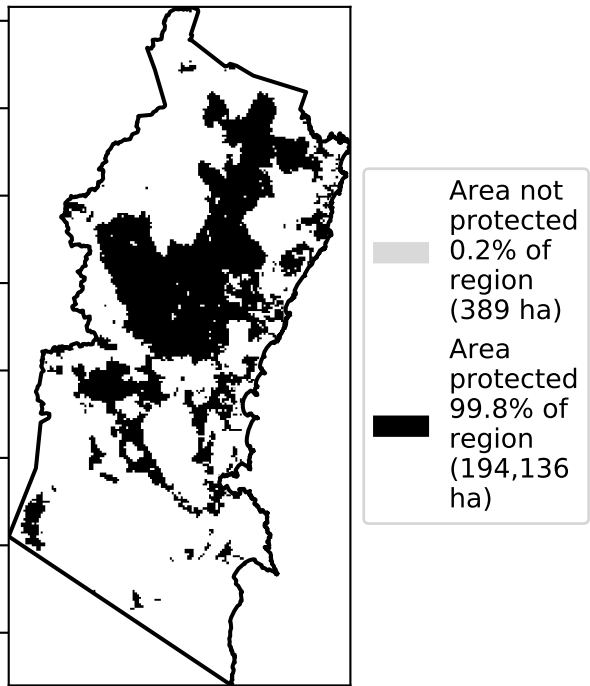 Area not
protected
0.2% of
region
(389 ha)
Area
protected
99.8% of
region
(194,136
ha)